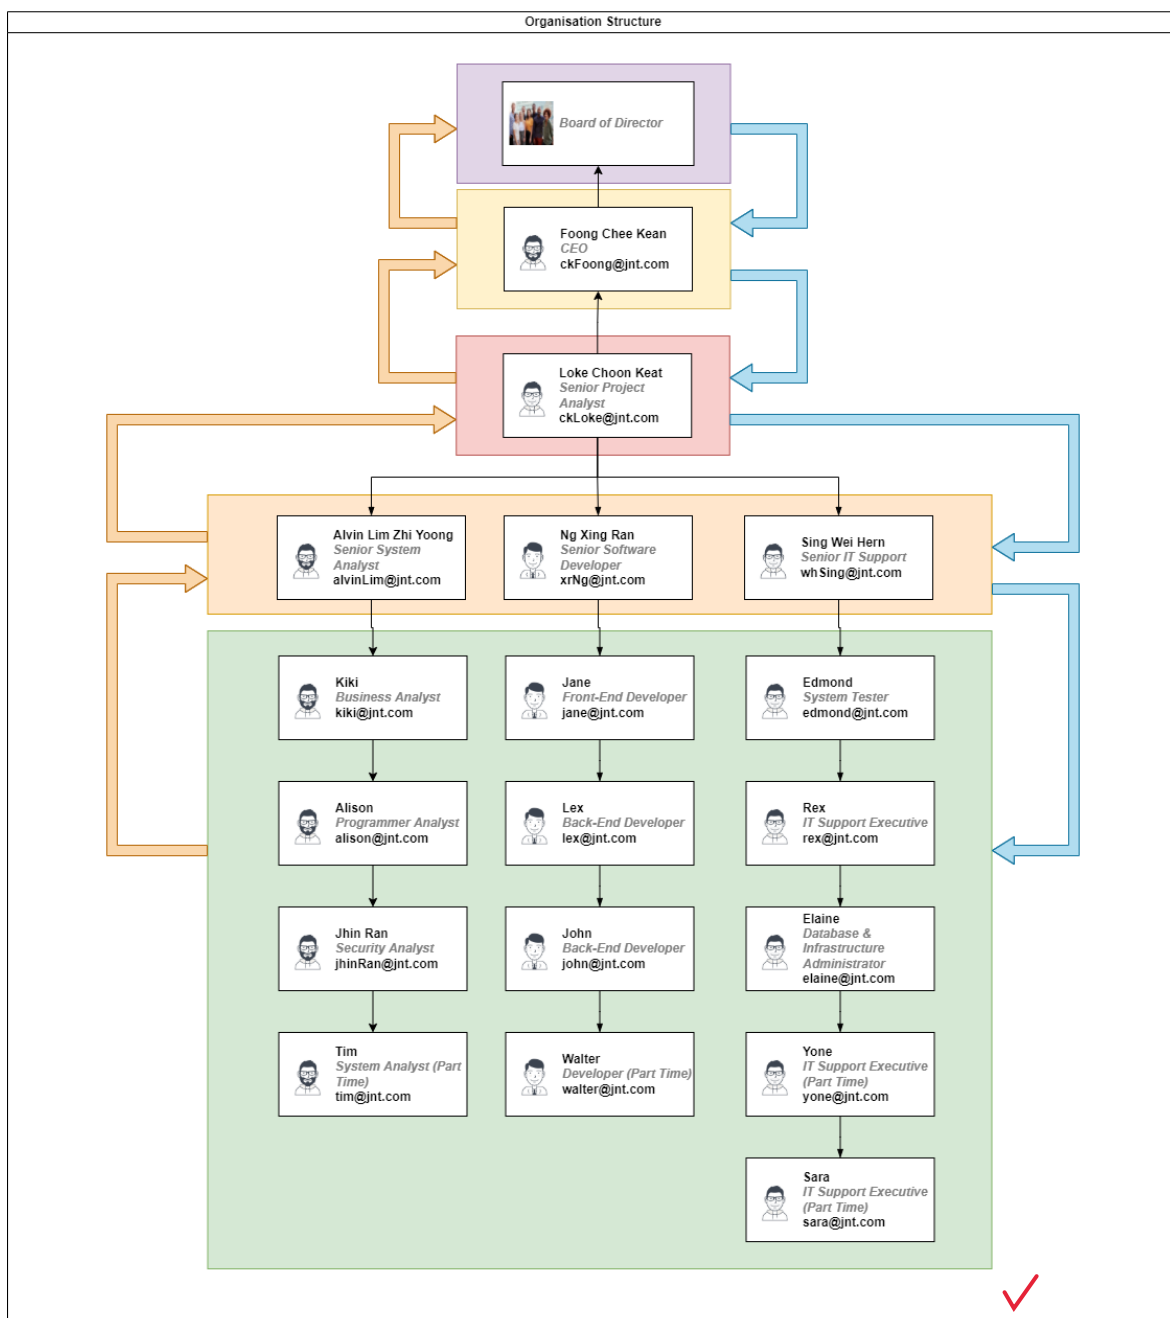 Organisation Structure
Board of Director
Foong Chee Kean
CEO
ckFoong@jnt.com
Loke Choon Keat
Senior Project
Analyst
ckLoke@jnt.com
Alvin Lim Zhi Yoong
Senior System
Analyst
alvinLim@jnt.com
Ng Xing Ran
Senior Software
Developer
xrNg@jnt.com
Sing Wei Hern
Senior IT Support
whSing@jnt.com
Kiki
Business Analyst
kiki@jnt.com
Jane
Front-End Developer
jane@jnt.com
Edmond
System Tester
edmond@jnt.com
Alison
Programmer Analyst
alison@jnt.com
Lex
Back-End Developer
lex@jnt.com
Rex
IT Support Executive
rex@jnt.com
Jhin Ran
Security Analyst
jhinRan@jnt.com
John
Back-End Developer
john@jnt.com
Elaine
Database &
Infrastructure
Administrator
elaine@jnt.com
Tim
System Analyst (Part
Time)
tim@jnt.com
Walter
Developer (Part Time)
walter@jnt.com
Yone
IT Support Executive
(Part Time)
yone@jnt.com
Sara
IT Support Executive
(Part Time)
sara@jnt.com